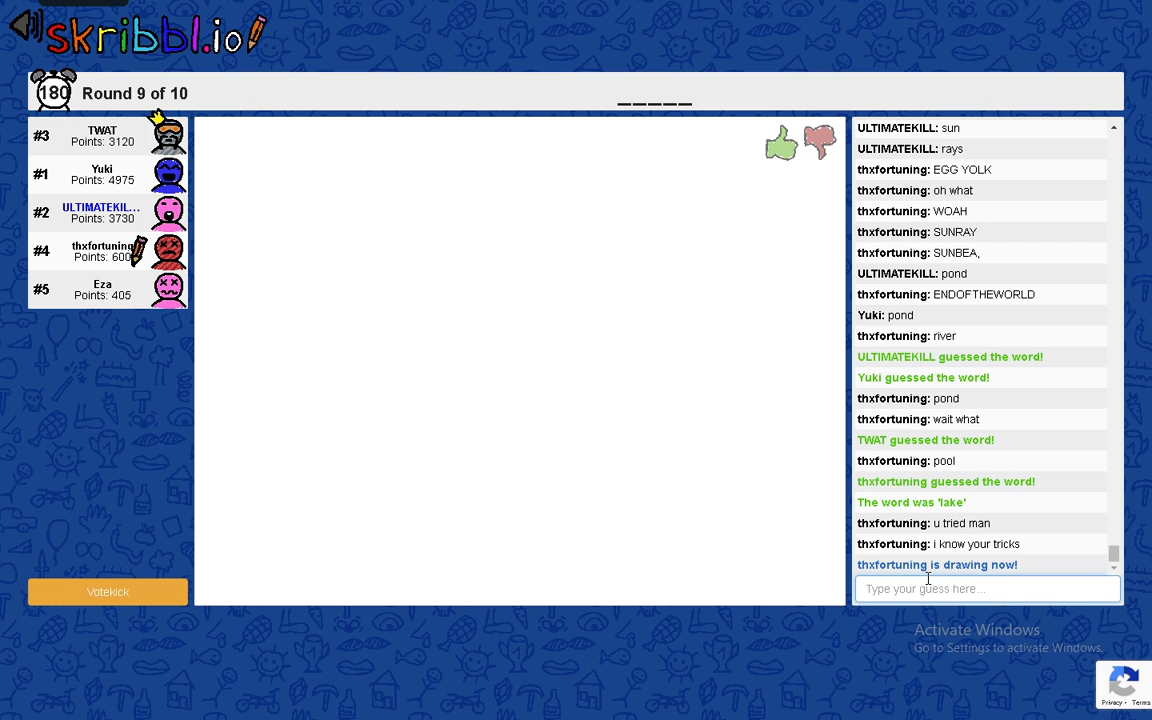 skribbl.io
180 Round 9 of 10 _____
#3 TWAT
Points: 3120
#1 Yuki
Points: 4975
#2 ULTIMATEKIL...
Points: 3730
#4 thxfortuning
Points: 600
#5 Eza
Points: 405
Votekick
ULTIMATEKILL: sun
ULTIMATEKILL: rays
thxfortuning: EGG YOLK
thxfortuning: oh what
thxfortuning: WOAH
thxfortuning: SUNRAY
thxfortuning: SUNBEA,
ULTIMATEKILL: pond
thxfortuning: ENDOFTHEWORLD
Yuki: pond
thxfortuning: river
ULTIMATEKILL guessed the word!
Yuki guessed the word!
thxfortuning: pond
thxfortuning: wait what
TWAT guessed the word!
thxfortuning: pool
thxfortuning guessed the word!
The word was 'lake'
thxfortuning: u tried man
thxfortuning: i know your tricks
thxfortuning is drawing now!
Type your guess here...
Activate Windows
Go to Settings to activate Windows.
Privacy - Terms